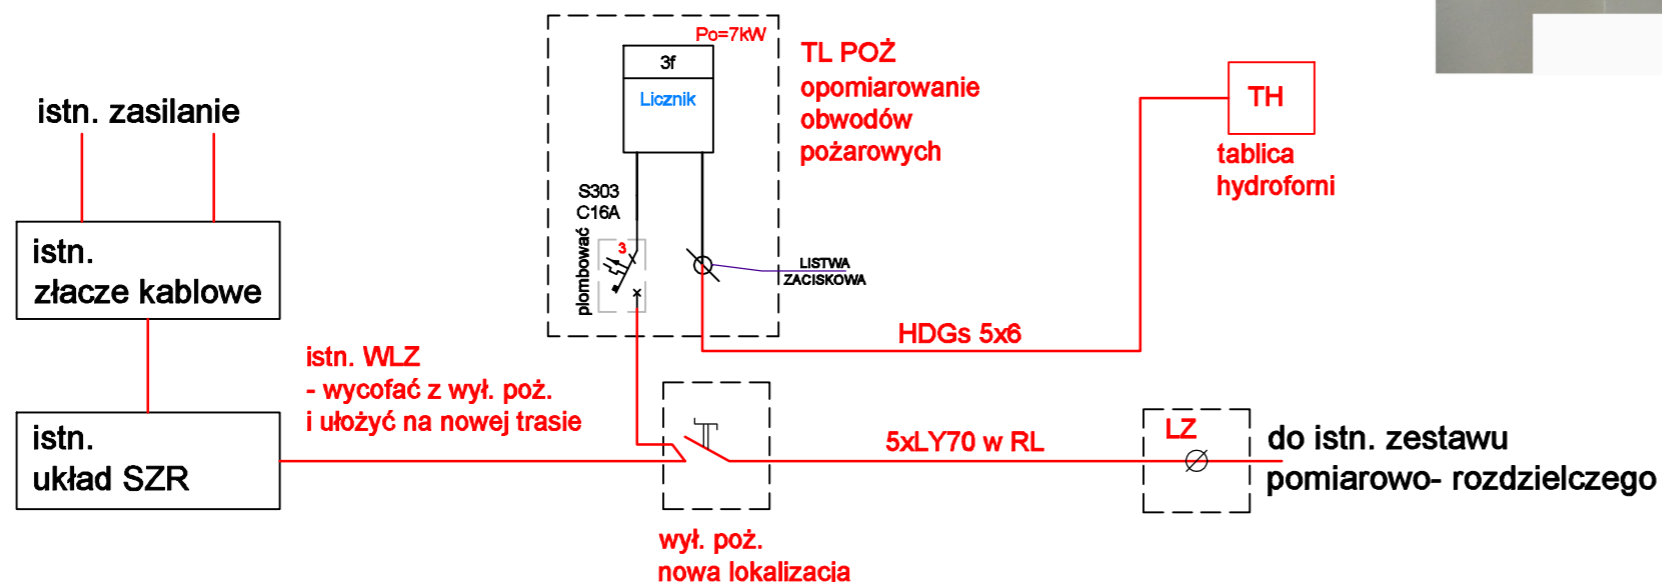 istn. zasilanie
istn.
złacze kablowe
istn.
układ SZR
istn. WLZ
- wycofać z wył. poż.
i ułożyć na nowej trasie
Po=7kW
3f
Licznik
S303
C16A
plombować
3
LISTWA
ZACISKOWA
TL POŻ
opomiarowanie
obwodów
pożarowych
TH
tablica
hydroforni
HDGs 5x6
5xLY70 w RL
LZ
do istn. zestawu
pomiarowo- rozdzielczego
wył. poż.
nowa lokalizacja